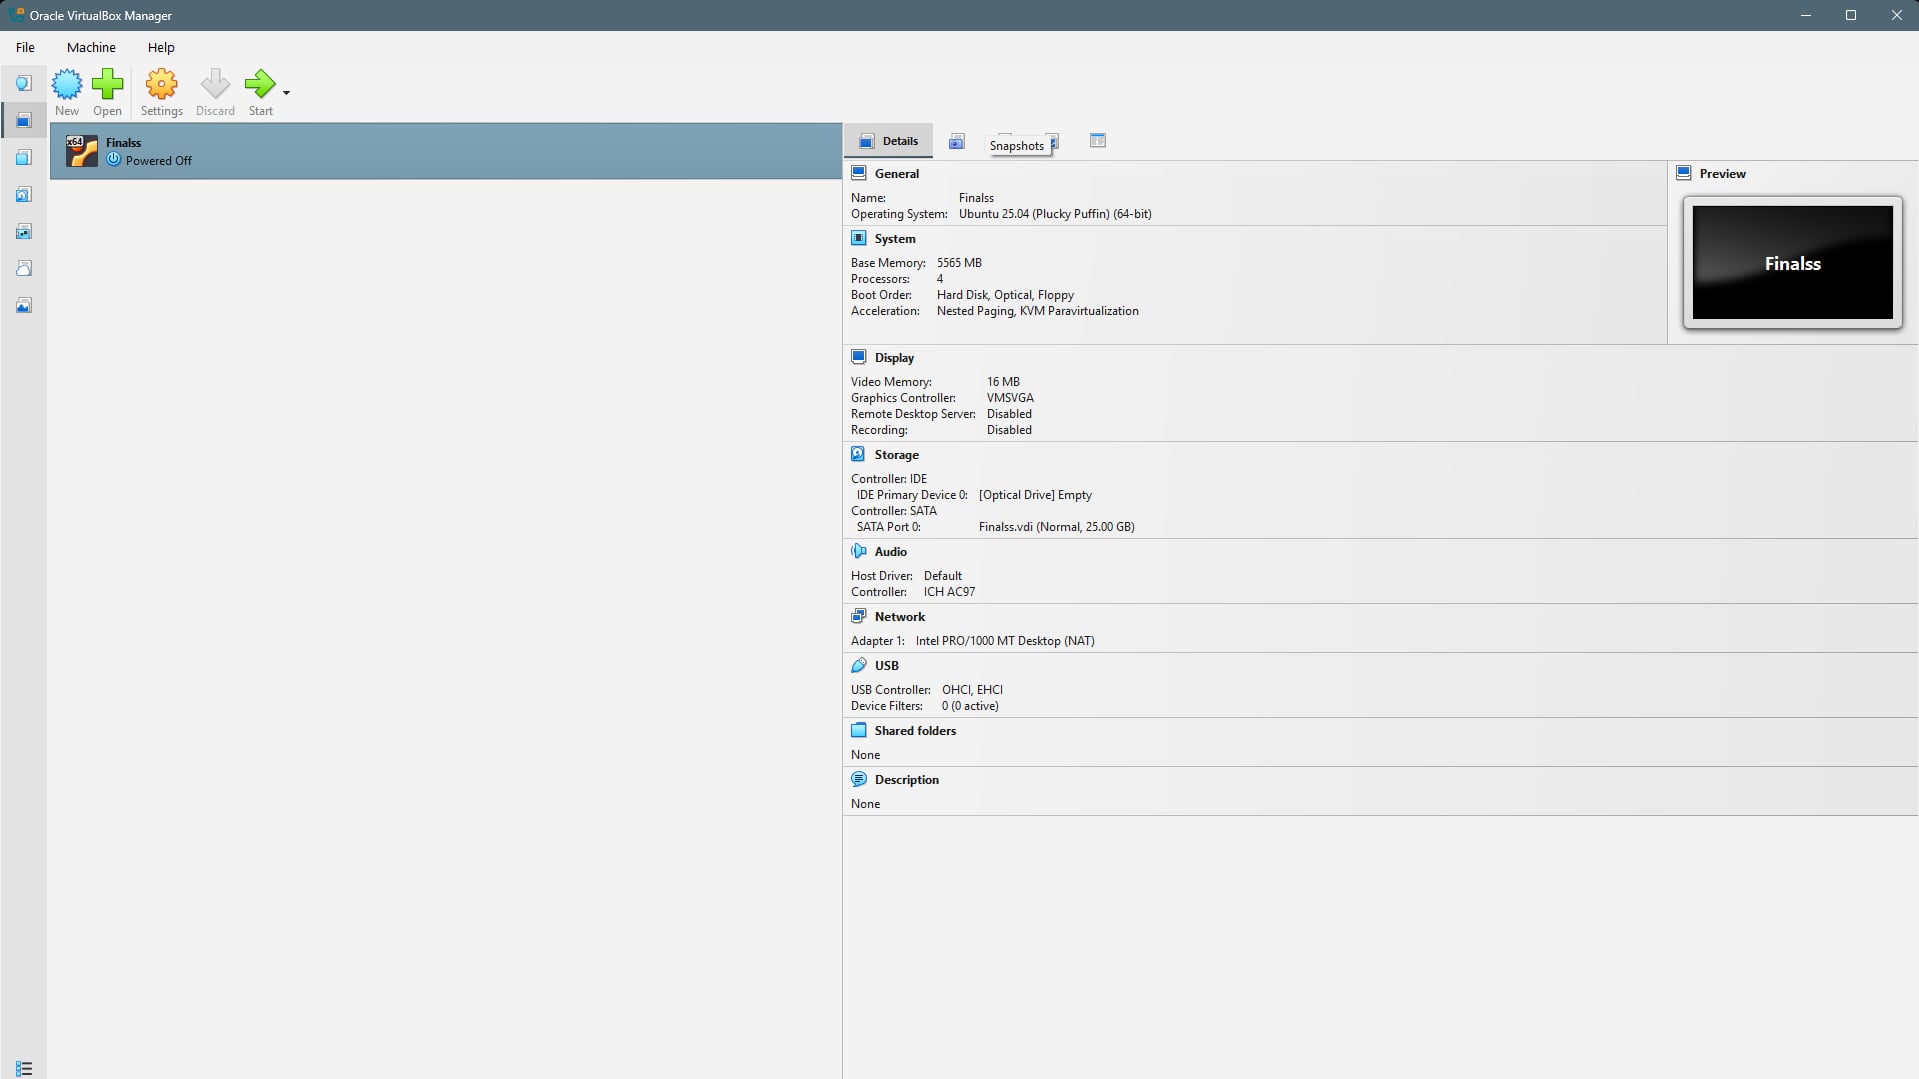 Oracle VirtualBox Manager
File Machine Help
New Open Settings Discard Start
x64
Finalss
Powered Off
Details
Snapshots
General
Name: Finalss
Operating System: Ubuntu 25.04 (Plucky Puffin) (64-bit)
Preview
Finalss
System
Base Memory: 5565 MB
Processors: 4
Boot Order: Hard Disk, Optical, Floppy
Acceleration: Nested Paging, KVM Paravirtualization
Display
Video Memory: 16 MB
Graphics Controller: VMSVGA
Remote Desktop Server: Disabled
Recording: Disabled
Storage
Controller: IDE
IDE Primary Device 0: [Optical Drive] Empty
Controller: SATA
SATA Port 0: Finalss.vdi (Normal, 25.00 GB)
Audio
Host Driver: Default
Controller: ICH AC97
Network
Adapter 1: Intel PRO/1000 MT Desktop (NAT)
USB
USB Controller: OHCI, EHCI
Device Filters: 0 (0 active)
Shared folders
None
Description
None